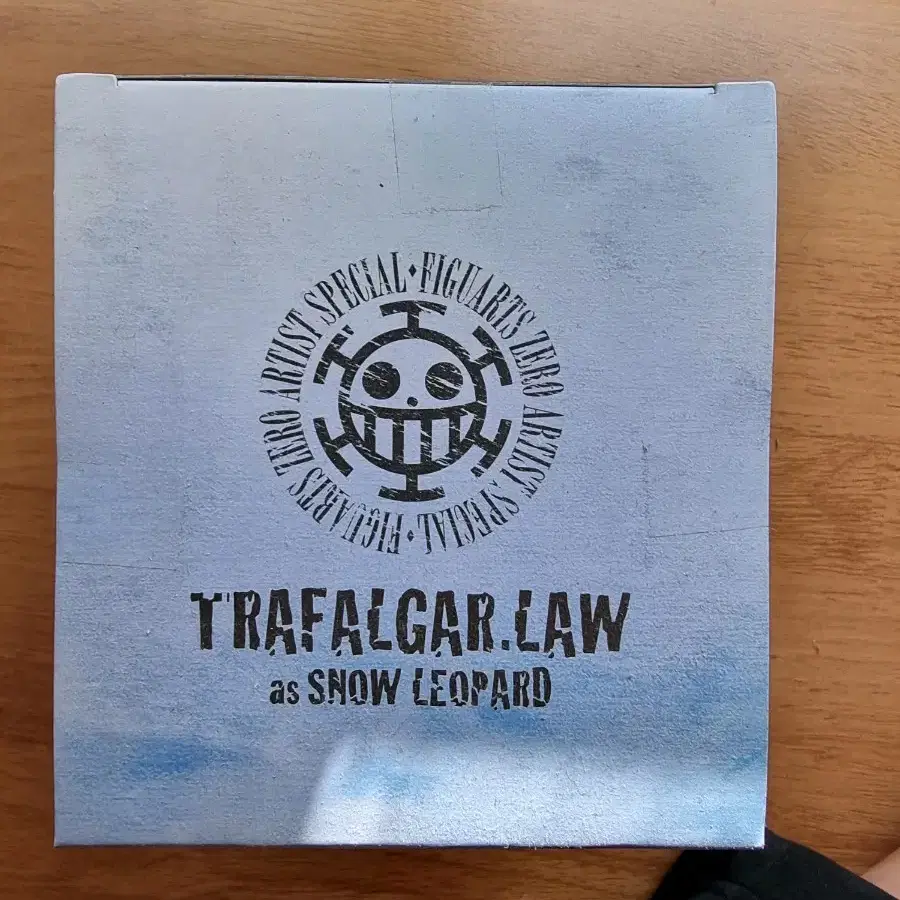 FIGUARTS ZERO ARTIST SPECIAL◆FIGUARTS ZERO ARTIST SPECIAL◆
TRAFALGAR.LAW
as SNOW LEOPARD